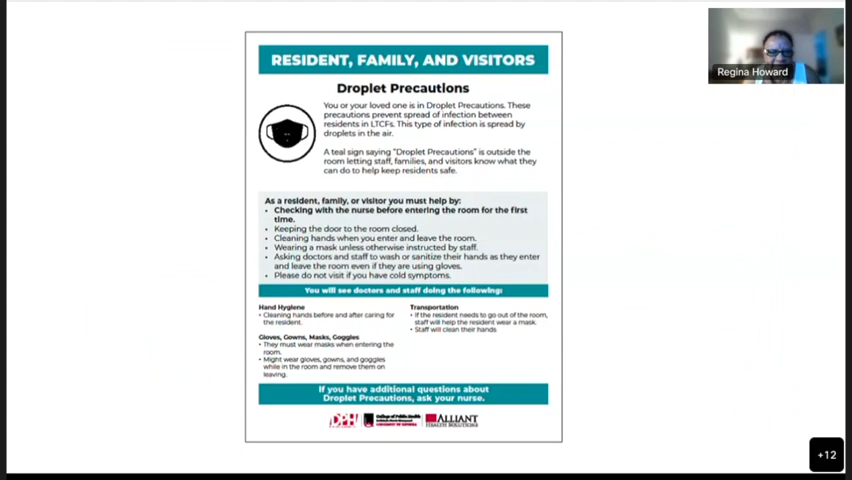 RESIDENT, FAMILY, AND VISITORS
Regina Howard
Droplet Precautions
You or your loved one is in Droplet Precautions. These
precautions prevent spread of infection between
residents in LTCFs. This type of infection is spread by
droplets in the air.
A teal sign saying "Droplet Precautions" is outside the
room letting staff, families, and visitors know what they
can do to help keep residents safe.
As a resident, family, or visitor you must help by:
• Checking with the nurse before entering the room for the first
time.
• Keeping the door to the room closed.
• Cleaning hands when you enter and leave the room.
• Wearing a mask unless otherwise instructed by staff.
• Asking doctors and staff to wash or sanitize their hands as they enter
and leave the room even if they are using gloves.
• Please do not visit if you have cold symptoms.
You will see doctors and staff doing the following:
Hand Hygiene
• Cleaning hands before and after caring for
the resident.
Gloves, Gowns, Masks, Goggles
• They must wear masks when entering the
room.
• Might wear gloves, gowns, and goggles
while in the room and remove them on
leaving.
Transportation
• If the resident needs to go out of the room,
staff will help the resident wear a mask.
• Staff will clean their hands
If you have additional questions about
Droplet Precautions, ask your nurse.
DPH
College of Public Health
ALLIANT
HEALTH SOLUTIONS
+12